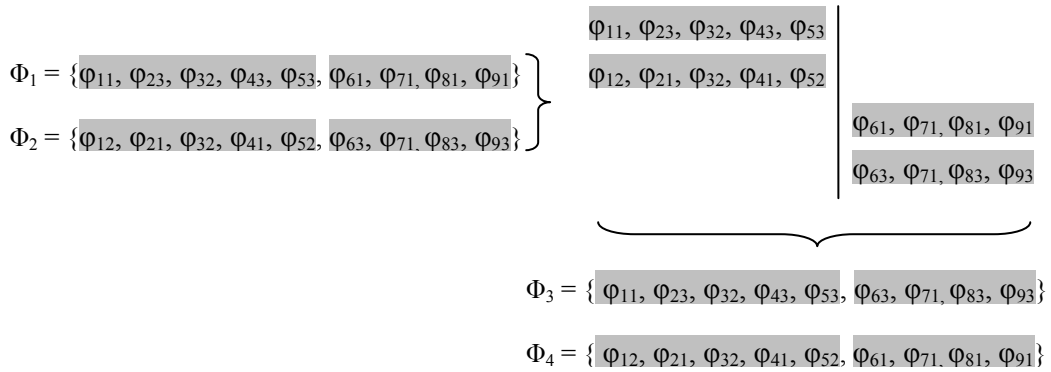 φ₁₁, φ₂₃, φ₃₂, φ₄₃, φ₅₃
Φ₁ = {φ₁₁, φ₂₃, φ₃₂, φ₄₃, φ₅₃, φ₆₁, φ₇₁, φ₈₁, φ₉₁}
φ₁₂, φ₂₁, φ₃₂, φ₄₁, φ₅₂
φ₆₁, φ₇₁, φ₈₁, φ₉₁
Φ₂ = {φ₁₂, φ₂₁, φ₃₂, φ₄₁, φ₅₂, φ₆₃, φ₇₁, φ₈₃, φ₉₃}
φ₆₃, φ₇₁, φ₈₃, φ₉₃
Φ₃ = { φ₁₁, φ₂₃, φ₃₂, φ₄₃, φ₅₃, φ₆₃, φ₇₁, φ₈₃, φ₉₃}
Φ₄ = { φ₁₂, φ₂₁, φ₃₂, φ₄₁, φ₅₂, φ₆₁, φ₇₁, φ₈₁, φ₉₁}